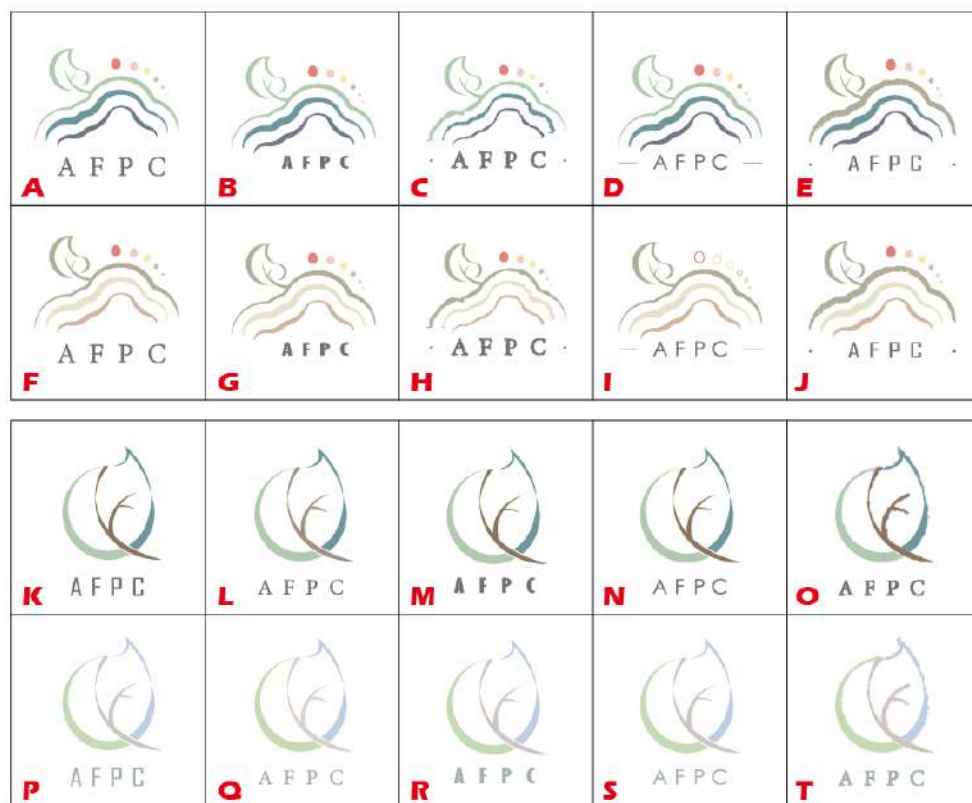 AFPC AFPC · AFPC · — AFPC — · AFPC ·
A B C D E
AFPC AFPC · AFPC · — AFPC — · AFPC ·
F G H I J
AFPC AFPC AFPC AFPC AFPC
K L M N O
AFPC AFPC AFPC AFPC AFPC
P Q R S T